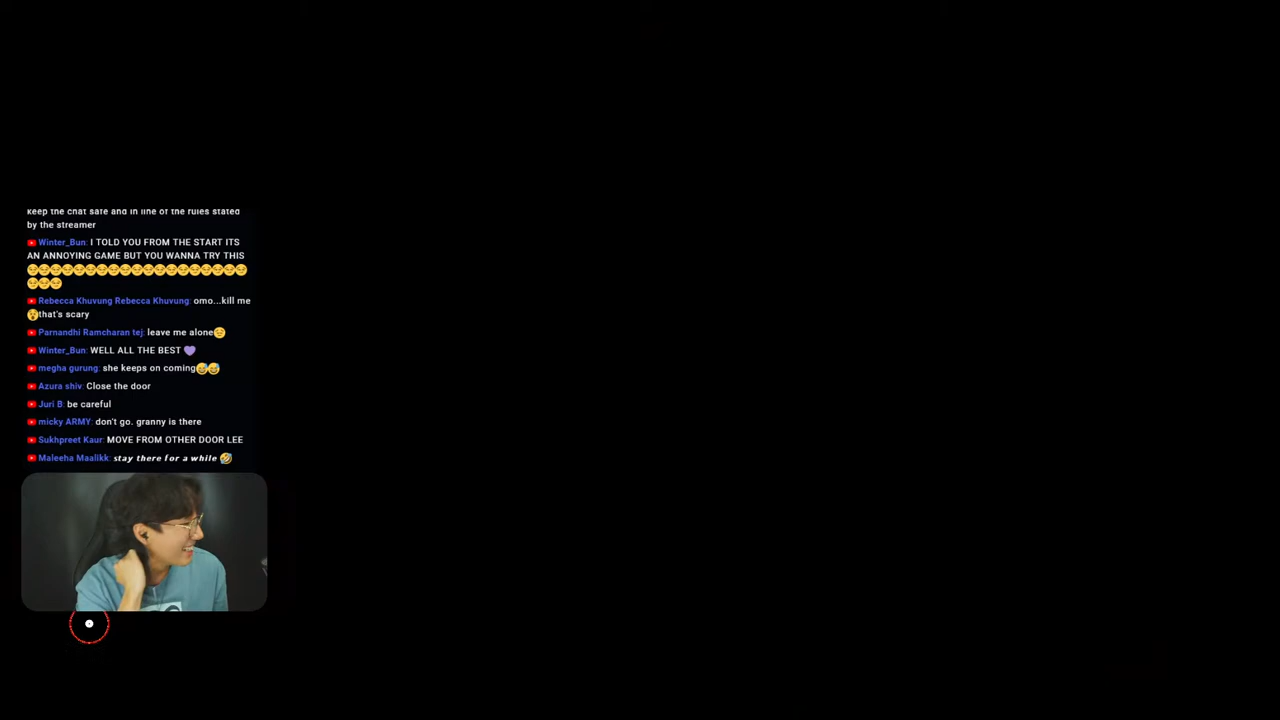 keep the chat safe and in line of the rules stated
by the streamer
Winter_Bun: I TOLD YOU FROM THE START ITS
AN ANNOYING GAME BUT YOU WANNA TRY THIS
Rebecca Khuvung Rebecca Khuvung: omo...kill me
that's scary
Parnandhi Ramcharan tej: leave me alone
Winter_Bun: WELL ALL THE BEST 💜
megha gurung: she keeps on coming😅😅
Azura shiv: Close the door
Juri B: be careful
micky ARMY: don't go. granny is there
Sukhpreet Kaur: MOVE FROM OTHER DOOR LEE
Maleeha Maalikk: stay there for a while 🤣